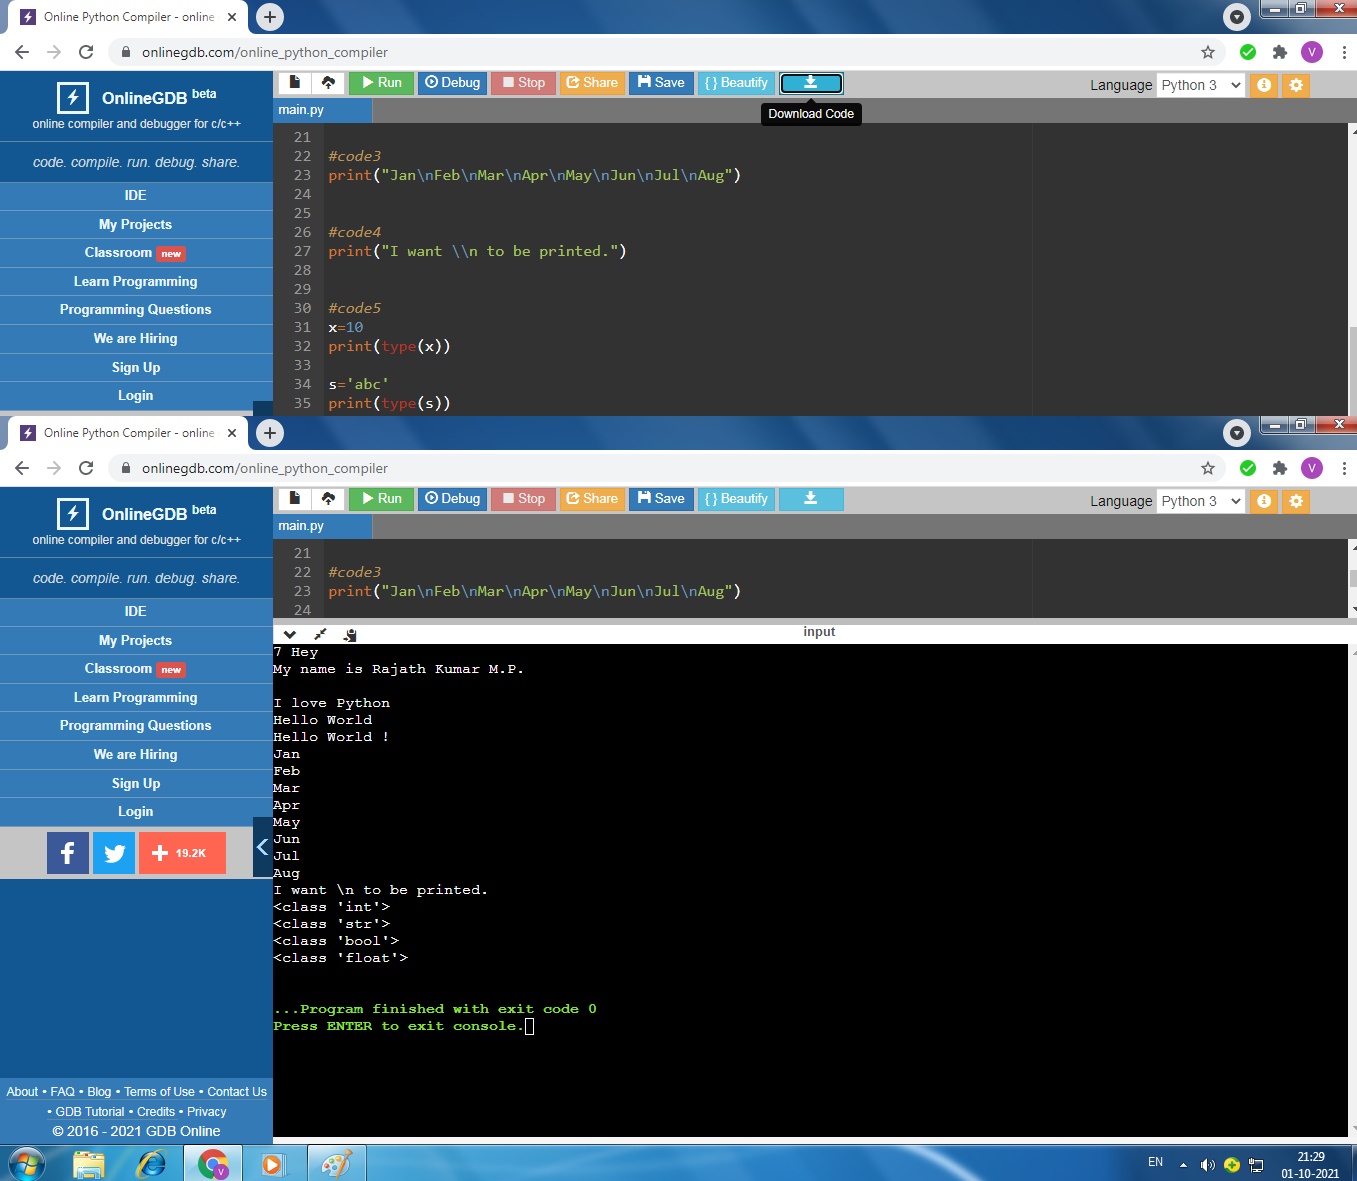 Online Python Compiler - online
onlinegdb.com/online_python_compiler
V
OnlineGDB beta
online compiler and debugger for c/c++
code. compile. run. debug. share.
IDE
My Projects
Classroom new
Learn Programming
Programming Questions
We are Hiring
Sign Up
Login
Run Debug Stop Share Save { } Beautify
Language Python 3
Download Code
main.py
21
22 #code3
23 print("Jan\nFeb\nMar\nApr\nMay\nJun\nJul\nAug")
24
25
26 #code4
27 print("I want \\n to be printed.")
28
29
30 #code5
31 x=10
32 print(type(x))
33
34 s='abc'
35 print(type(s))
Online Python Compiler - online
onlinegdb.com/online_python_compiler
V
OnlineGDB beta
online compiler and debugger for c/c++
code. compile. run. debug. share.
IDE
My Projects
Classroom new
Learn Programming
Programming Questions
We are Hiring
Sign Up
Login
19.2K
Run Debug Stop Share Save { } Beautify
Language Python 3
main.py
21
22 #code3
23 print("Jan\nFeb\nMar\nApr\nMay\nJun\nJul\nAug")
24
input
7 Hey
My name is Rajath Kumar M.P.
I love Python
Hello World
Hello World !
Jan
Feb
Mar
Apr
May
Jun
Jul
Aug
I want \n to be printed.
<class 'int'>
<class 'str'>
<class 'bool'>
<class 'float'>
...Program finished with exit code 0
Press ENTER to exit console.
About • FAQ • Blog • Terms of Use • Contact Us
• GDB Tutorial • Credits • Privacy
© 2016 - 2021 GDB Online
V
EN
21:29
01-10-2021